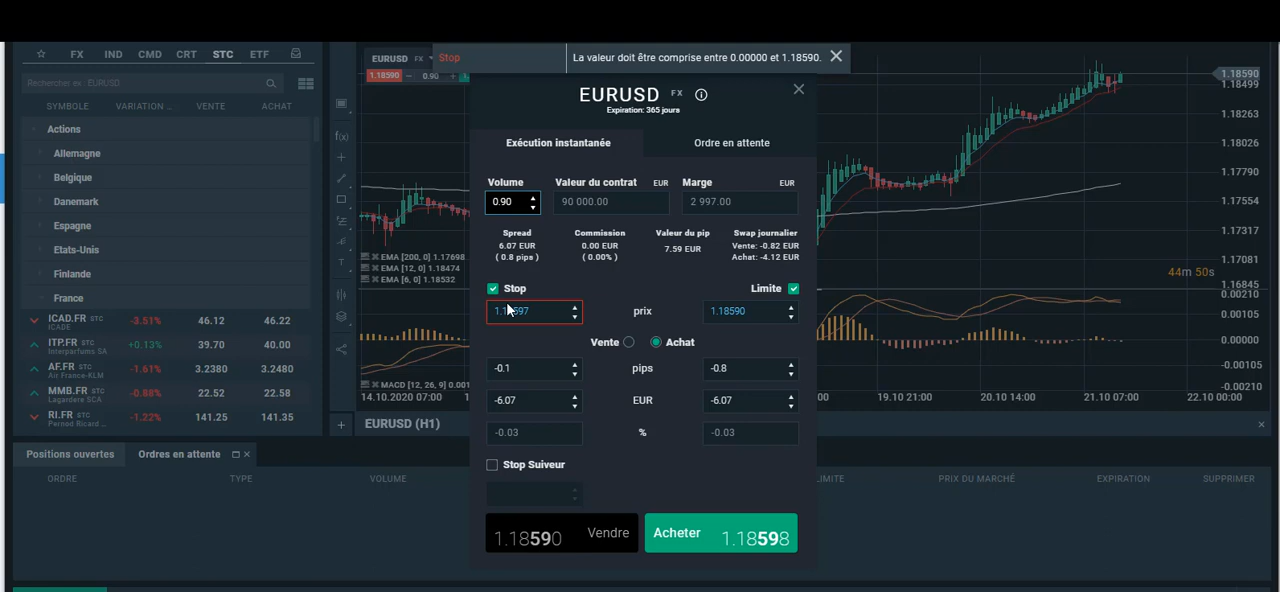 FX IND CMD CRT STC ETF
Rechercher ex : EURUSD
SYMBOLE VARIATION ... VENTE ACHAT
Actions
Allemagne
Belgique
Danemark
Espagne
Etats-Unis
Finlande
France
ICAD.FR STC -3.51% 46.12 46.22
ICADE
ITP.FR STC +0.13% 39.70 40.00
Interparfums SA
AF.FR STC -1.61% 3.2380 3.2480
Air France-KLM
MMB.FR STC -0.88% 22.52 22.58
Lagardere SCA
RI.FR STC -1.22% 141.25 141.35
Pernod Ricard ...
EURUSD FX
1.18590 0.90
Stop
La valeur doit être comprise entre 0.00000 et 1.18590.
EURUSD FX
Expiration: 365 jours
Exécution instantanée
Ordre en attente
Volume Valeur du contrat EUR Marge EUR
0.90 90 000.00 2 997.00
Spread Commission Valeur du pip Swap journalier
6.07 EUR 0.00 EUR 7.59 EUR Vente: -0.82 EUR
( 0.8 pips ) ( 0.00% ) Achat: -4.12 EUR
Stop Limite
prix 1.18590
Vente Achat
-0.1 pips -0.8
-6.07 EUR -6.07
-0.03 % -0.03
Stop Suiveur
1.18590 Vendre
Acheter 1.18598
f(x)
T
EMA [200, 0] 1.17698
EMA [12, 0] 1.18474
EMA [6, 0] 1.18532
MACD [12, 26, 9] 0.001
14.10.2020 07:00
19.10 21:00 20.10 14:00 21.10 07:00 22.10 00:00
1.18590
1.18499
1.18263
1.18026
1.17790
1.17554
1.17317
1.17081
1.16845
44m 50s
0.00210
0.00105
0.00000
-0.00105
-0.00210
EURUSD (H1)
Positions ouvertes Ordres en attente
ORDRE TYPE VOLUME LIMITE PRIX DU MARCHÉ EXPIRATION SUPPRIMER